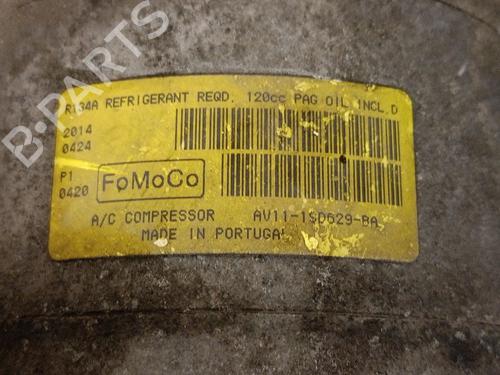 R134A REFRIGERANT REQD. 120cc PAG OIL INCL.D
2014
0424
P1
0420
FoMoCo
A/C COMPRESSOR AV11-19D629-BA
MADE IN PORTUGAL
B-PARTS